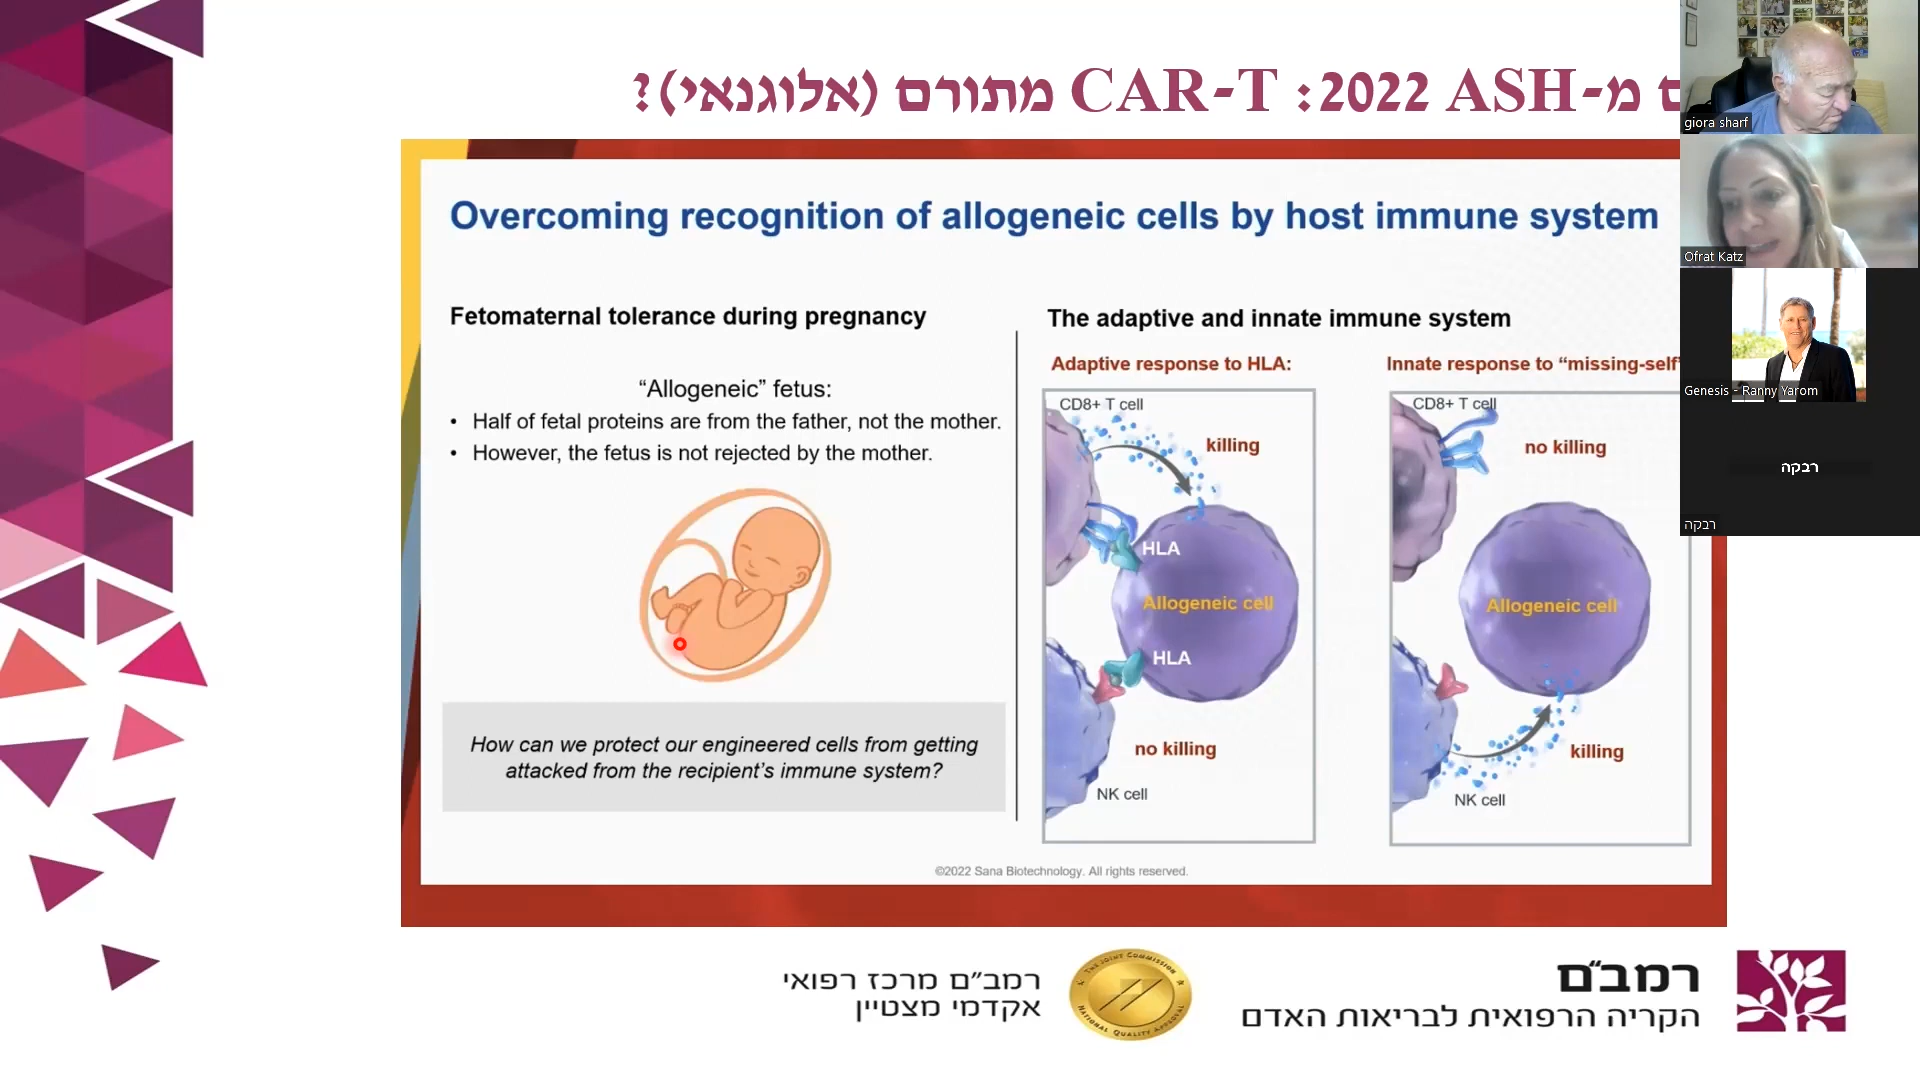 מ-ASH 2022: CAR-T מתורם (אלוגנאי)?
Overcoming recognition of allogeneic cells by host immune system
Fetomaternal tolerance during pregnancy
“Allogeneic” fetus:
• Half of fetal proteins are from the father, not the mother.
• However, the fetus is not rejected by the mother.
How can we protect our engineered cells from getting
attacked from the recipient’s immune system?
The adaptive and innate immune system
Adaptive response to HLA:
CD8+ T cell
killing
HLA
Allogeneic cell
HLA
no killing
NK cell
Innate response to “missing-self”
CD8+ T cell
no killing
Allogeneic cell
killing
NK cell
©2022 Sana Biotechnology. All rights reserved.
giora sharf
Ofrat Katz
Genesis - Ranny Yarom
רבקה
רבקה
רמב"ם
הקריה הרפואית לבריאות האדם
THE JOINT COMMISSION
NATIONAL QUALITY APPROVAL
רמב"ם מרכז רפואי
אקדמי מצטיין